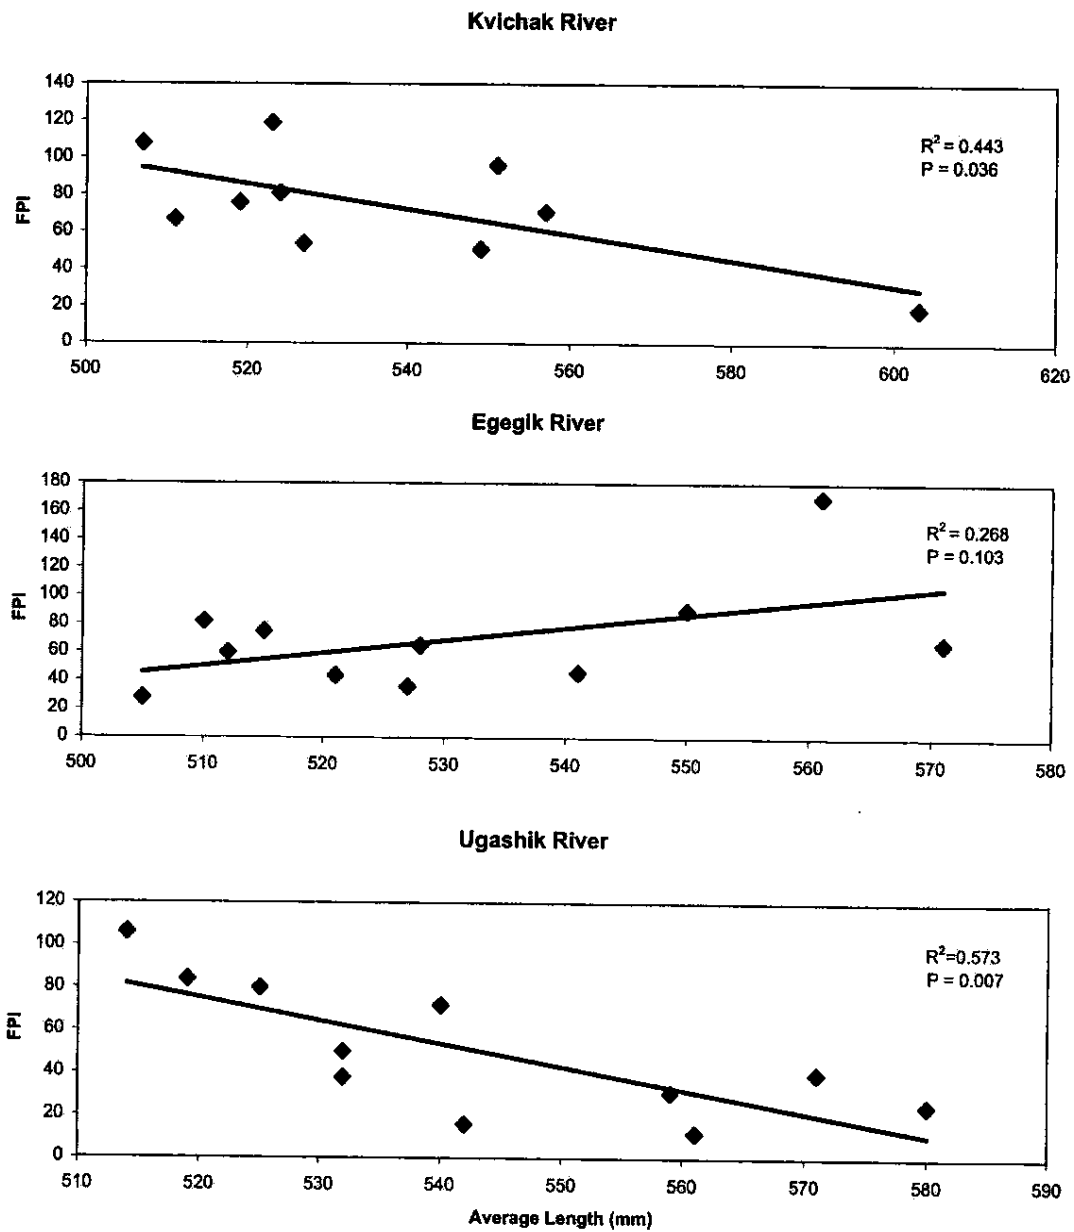 Kvichak River
140
120
100
80
60
40
20
0
FPI
R² = 0.443
P = 0.036
500 520 540 560 580 600 620
Egegik River
180
160
140
120
100
80
60
40
20
0
FPI
R² = 0.268
P = 0.103
500 510 520 530 540 550 560 570 580
Ugashik River
120
100
80
60
40
20
0
FPI
R²=0.573
P = 0.007
510 520 530 540 550 560 570 580 590
Average Length (mm)